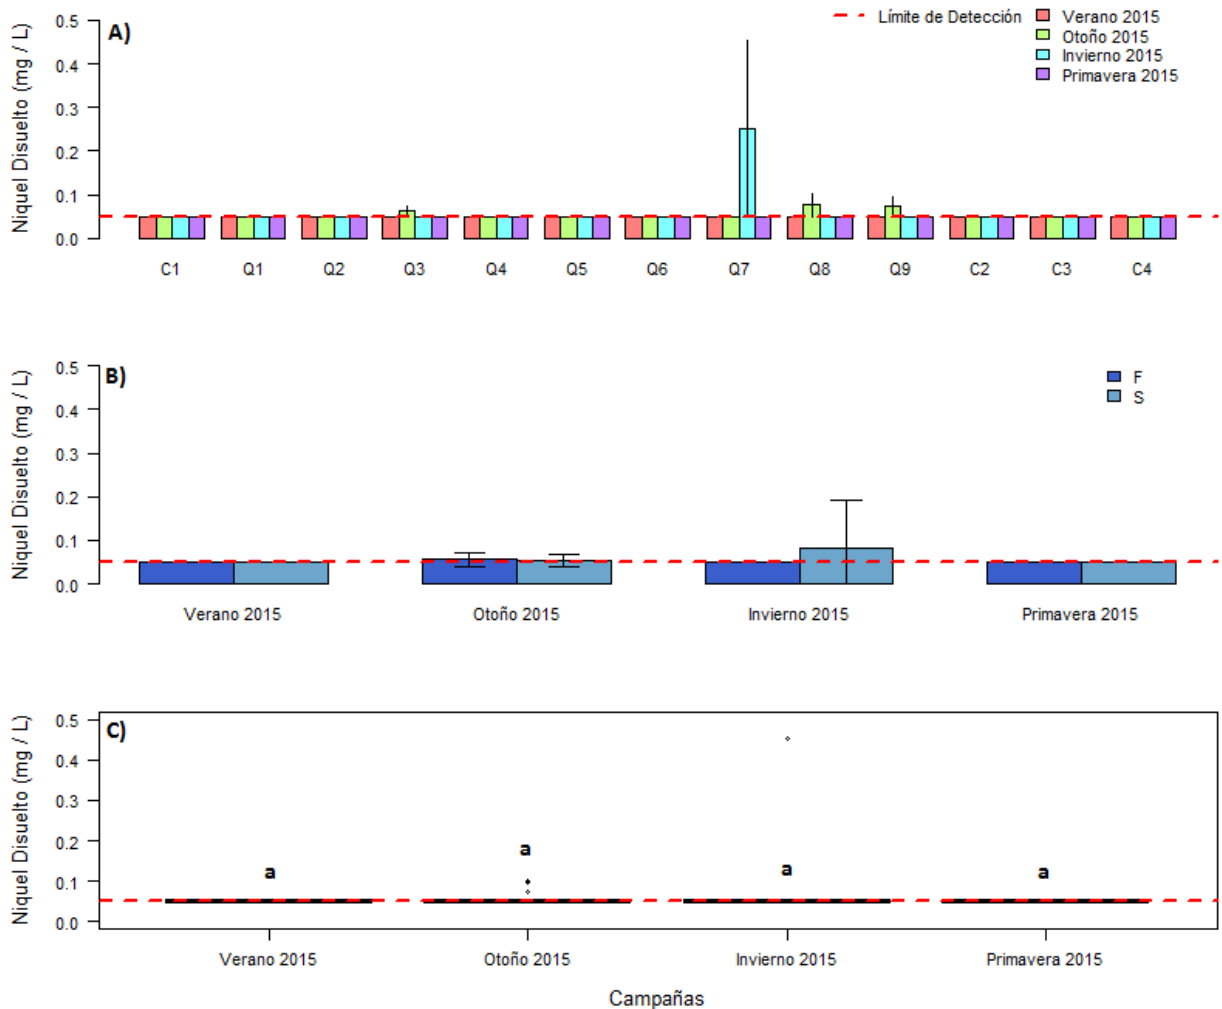 A)
Niquel Disuelto (mg / L)
0.5
0.4
0.3
0.2
0.1
0.0
Límite de Detección
Verano 2015
Otoño 2015
Invierno 2015
Primavera 2015
C1 Q1 Q2 Q3 Q4 Q5 Q6 Q7 Q8 Q9 C2 C3 C4
B)
Niquel Disuelto (mg / L)
0.5
0.4
0.3
0.2
0.1
0.0
F
S
Verano 2015 Otoño 2015 Invierno 2015 Primavera 2015
C)
Niquel Disuelto (mg / L)
0.5
0.4
0.3
0.2
0.1
0.0
a a a a
Verano 2015 Otoño 2015 Invierno 2015 Primavera 2015
Campañas